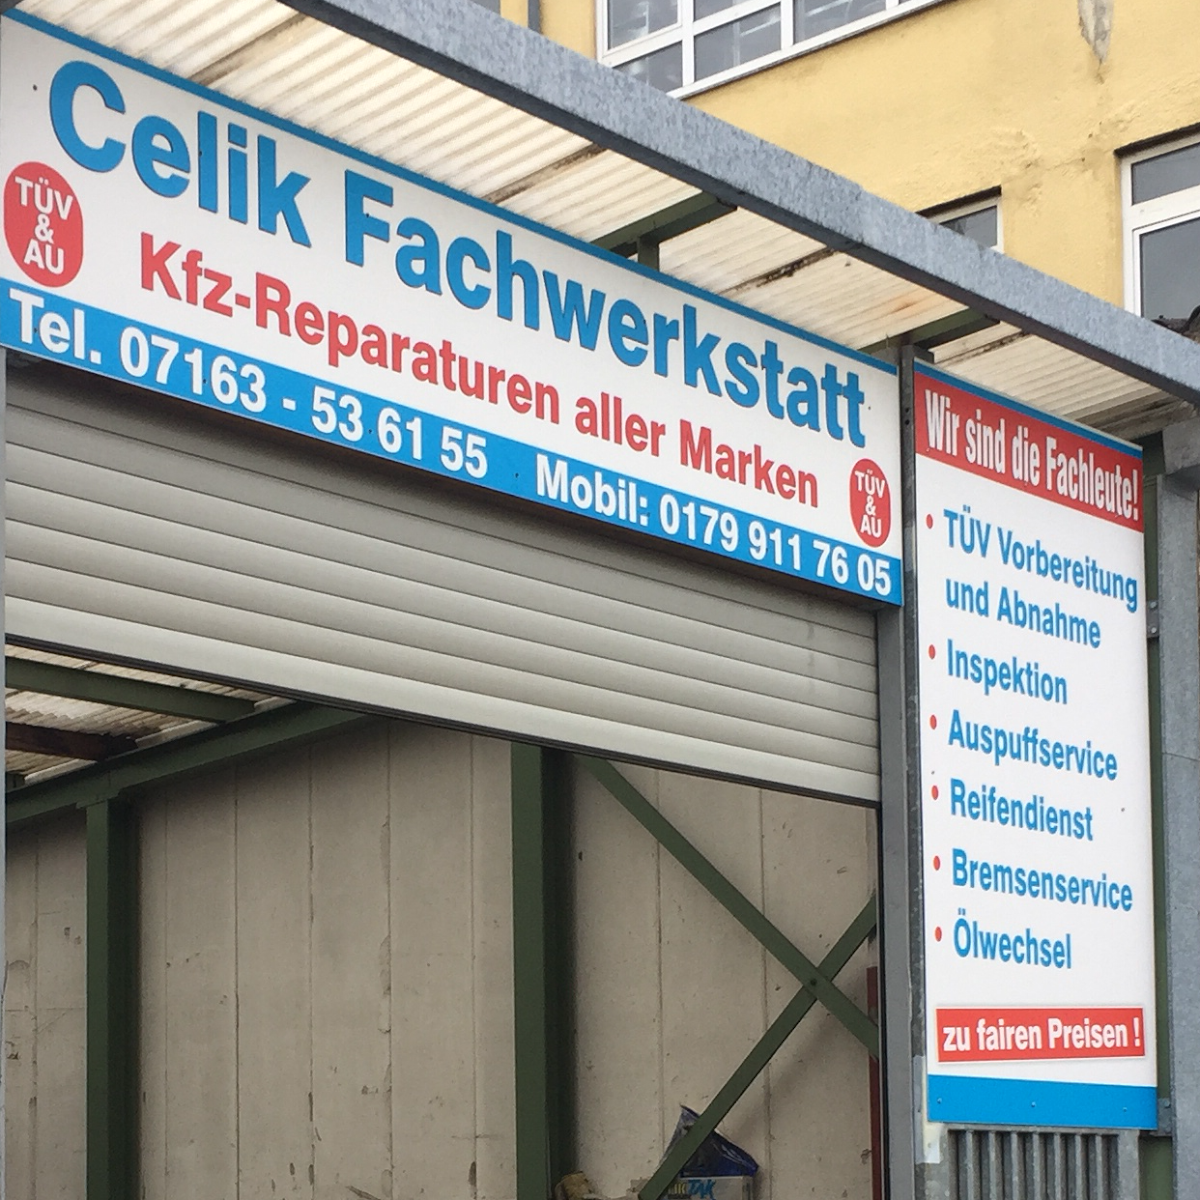 Celik Fachwerkstatt
TÜV
&
AU
Kfz-Reparaturen aller Marken
TÜV
&
AU
Tel. 07163 - 53 61 55 Mobil: 0179 911 76 05
Wir sind die Fachleute!
• TÜV Vorbereitung
und Abnahme
• Inspektion
• Auspuffservice
• Reifendienst
• Bremsenservice
• Ölwechsel
zu fairen Preisen !